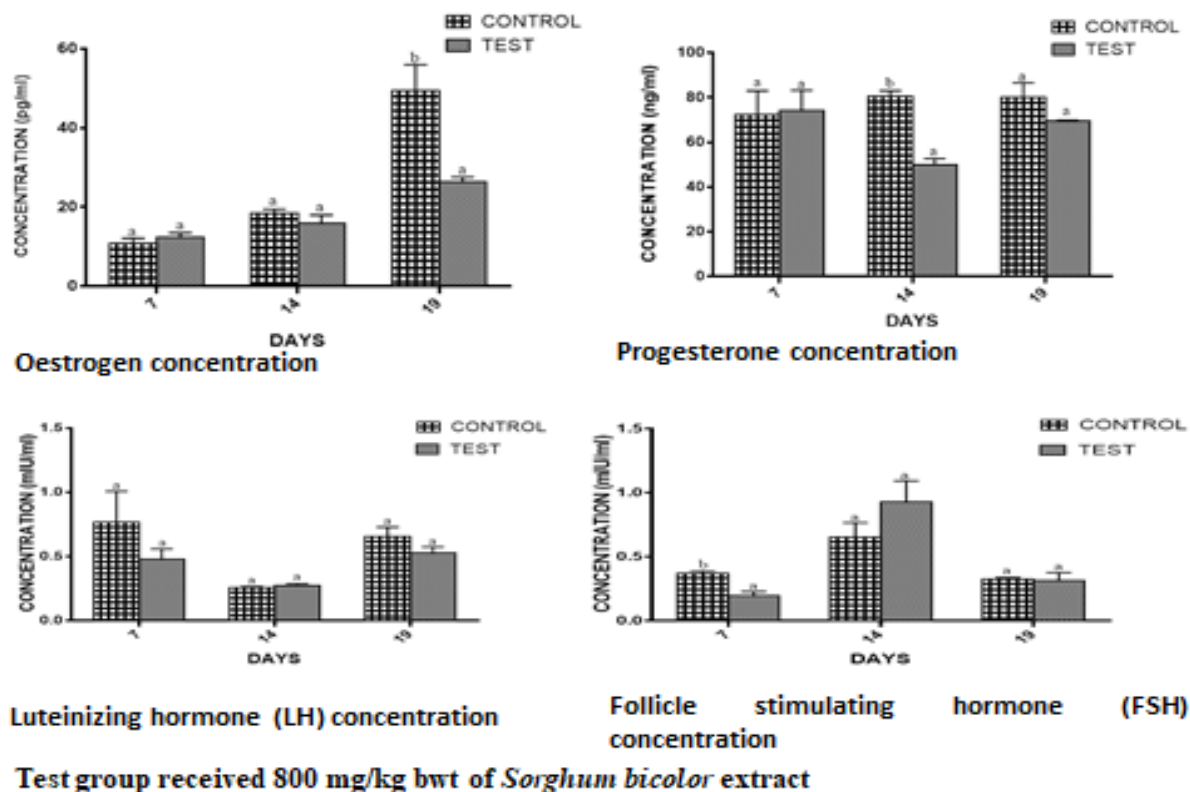 CONTROL
TEST
CONCENTRATION (pg/ml)
60
40
20
0
a
a
a
a
b
a
7
14
19
DAYS
Oestrogen concentration
CONTROL
TEST
CONCENTRATION (ng/ml)
100
80
60
40
20
0
a
a
b
a
a
a
7
14
19
DAYS
Progesterone concentration
CONTROL
TEST
CONCENTRATION (mIU/ml)
1.5
1.0
0.5
0.0
a
a
a
a
a
a
7
14
19
DAYS
Luteinizing hormone (LH) concentration
CONTROL
TEST
CONCENTRATION (mIU/ml)
1.5
1.0
0.5
0.0
b
a
a
a
a
a
7
14
19
DAYS
Follicle stimulating hormone (FSH)
concentration
Test group received 800 mg/kg bwt of Sorghum bicolor extract